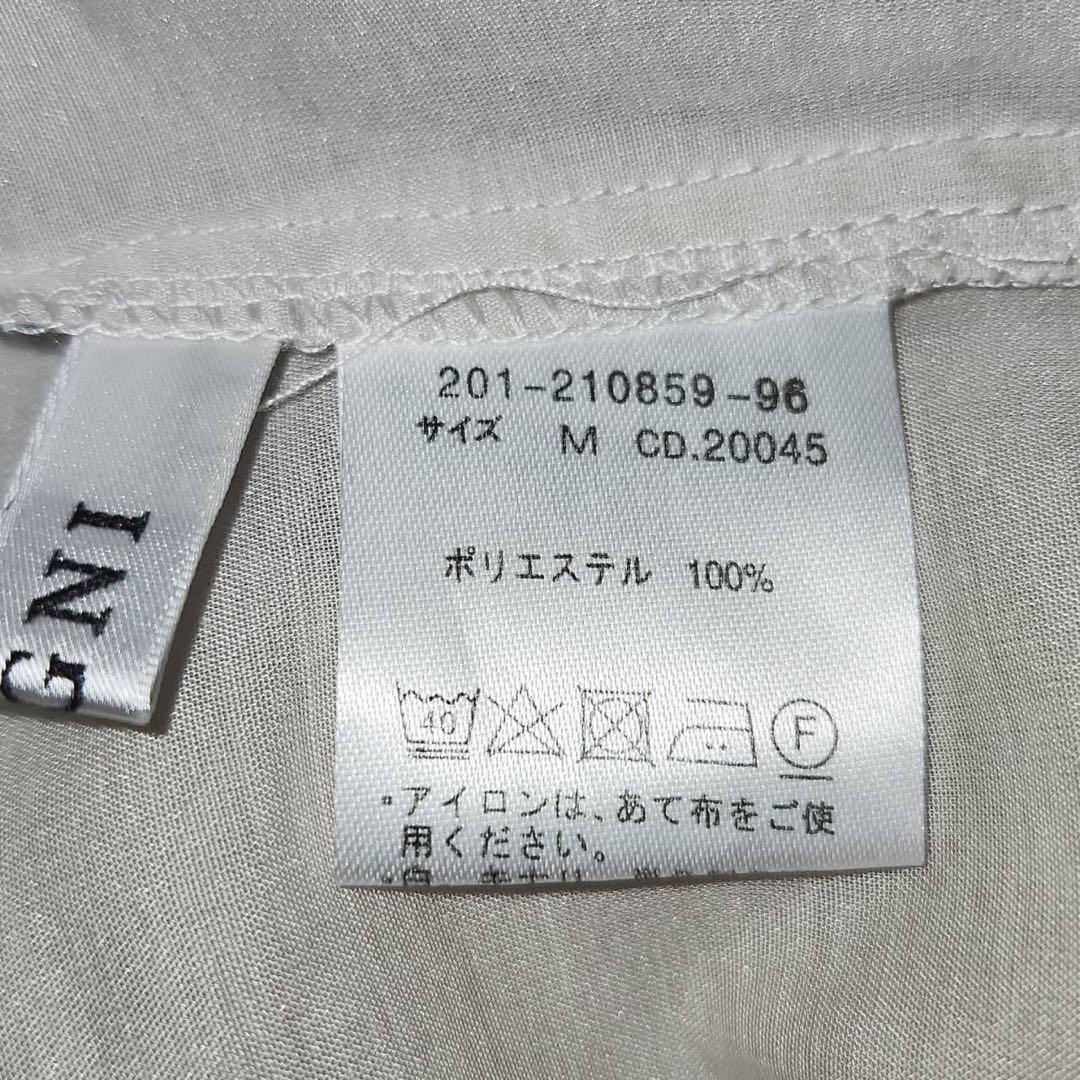 201-210859-96
サイズ M CD.20045
ポリエステル 100%
40
F
・アイロンは、あて布をご使
用ください。
GNI